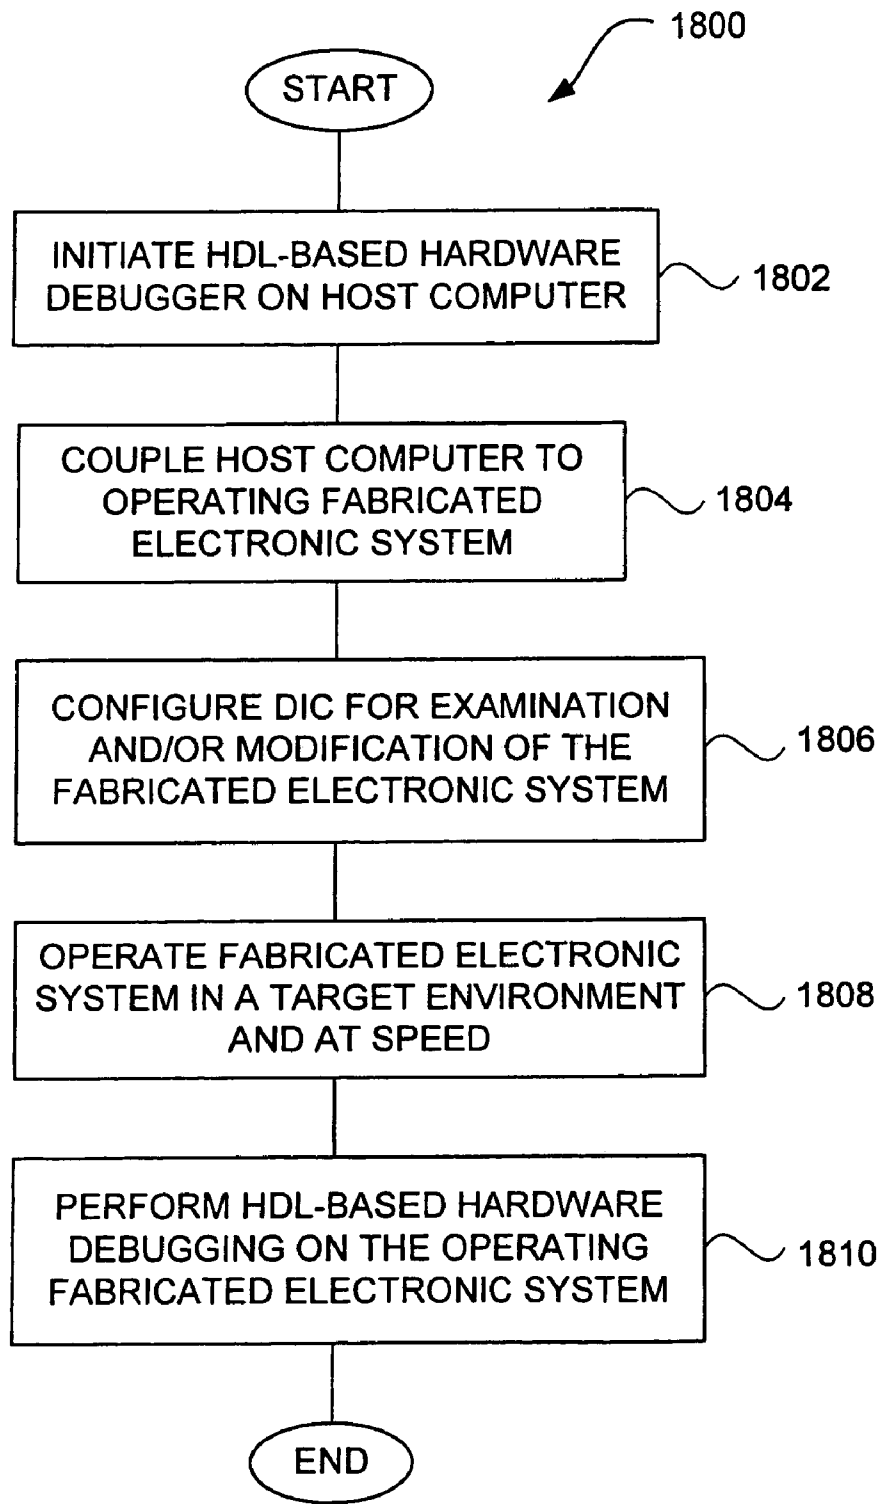 1800
START
INITIATE HDL-BASED HARDWARE
DEBUGGER ON HOST COMPUTER
1802
COUPLE HOST COMPUTER TO
OPERATING FABRICATED
ELECTRONIC SYSTEM
1804
CONFIGURE DIC FOR EXAMINATION
AND/OR MODIFICATION OF THE
FABRICATED ELECTRONIC SYSTEM
1806
OPERATE FABRICATED ELECTRONIC
SYSTEM IN A TARGET ENVIRONMENT
AND AT SPEED
1808
PERFORM HDL-BASED HARDWARE
DEBUGGING ON THE OPERATING
FABRICATED ELECTRONIC SYSTEM
1810
END